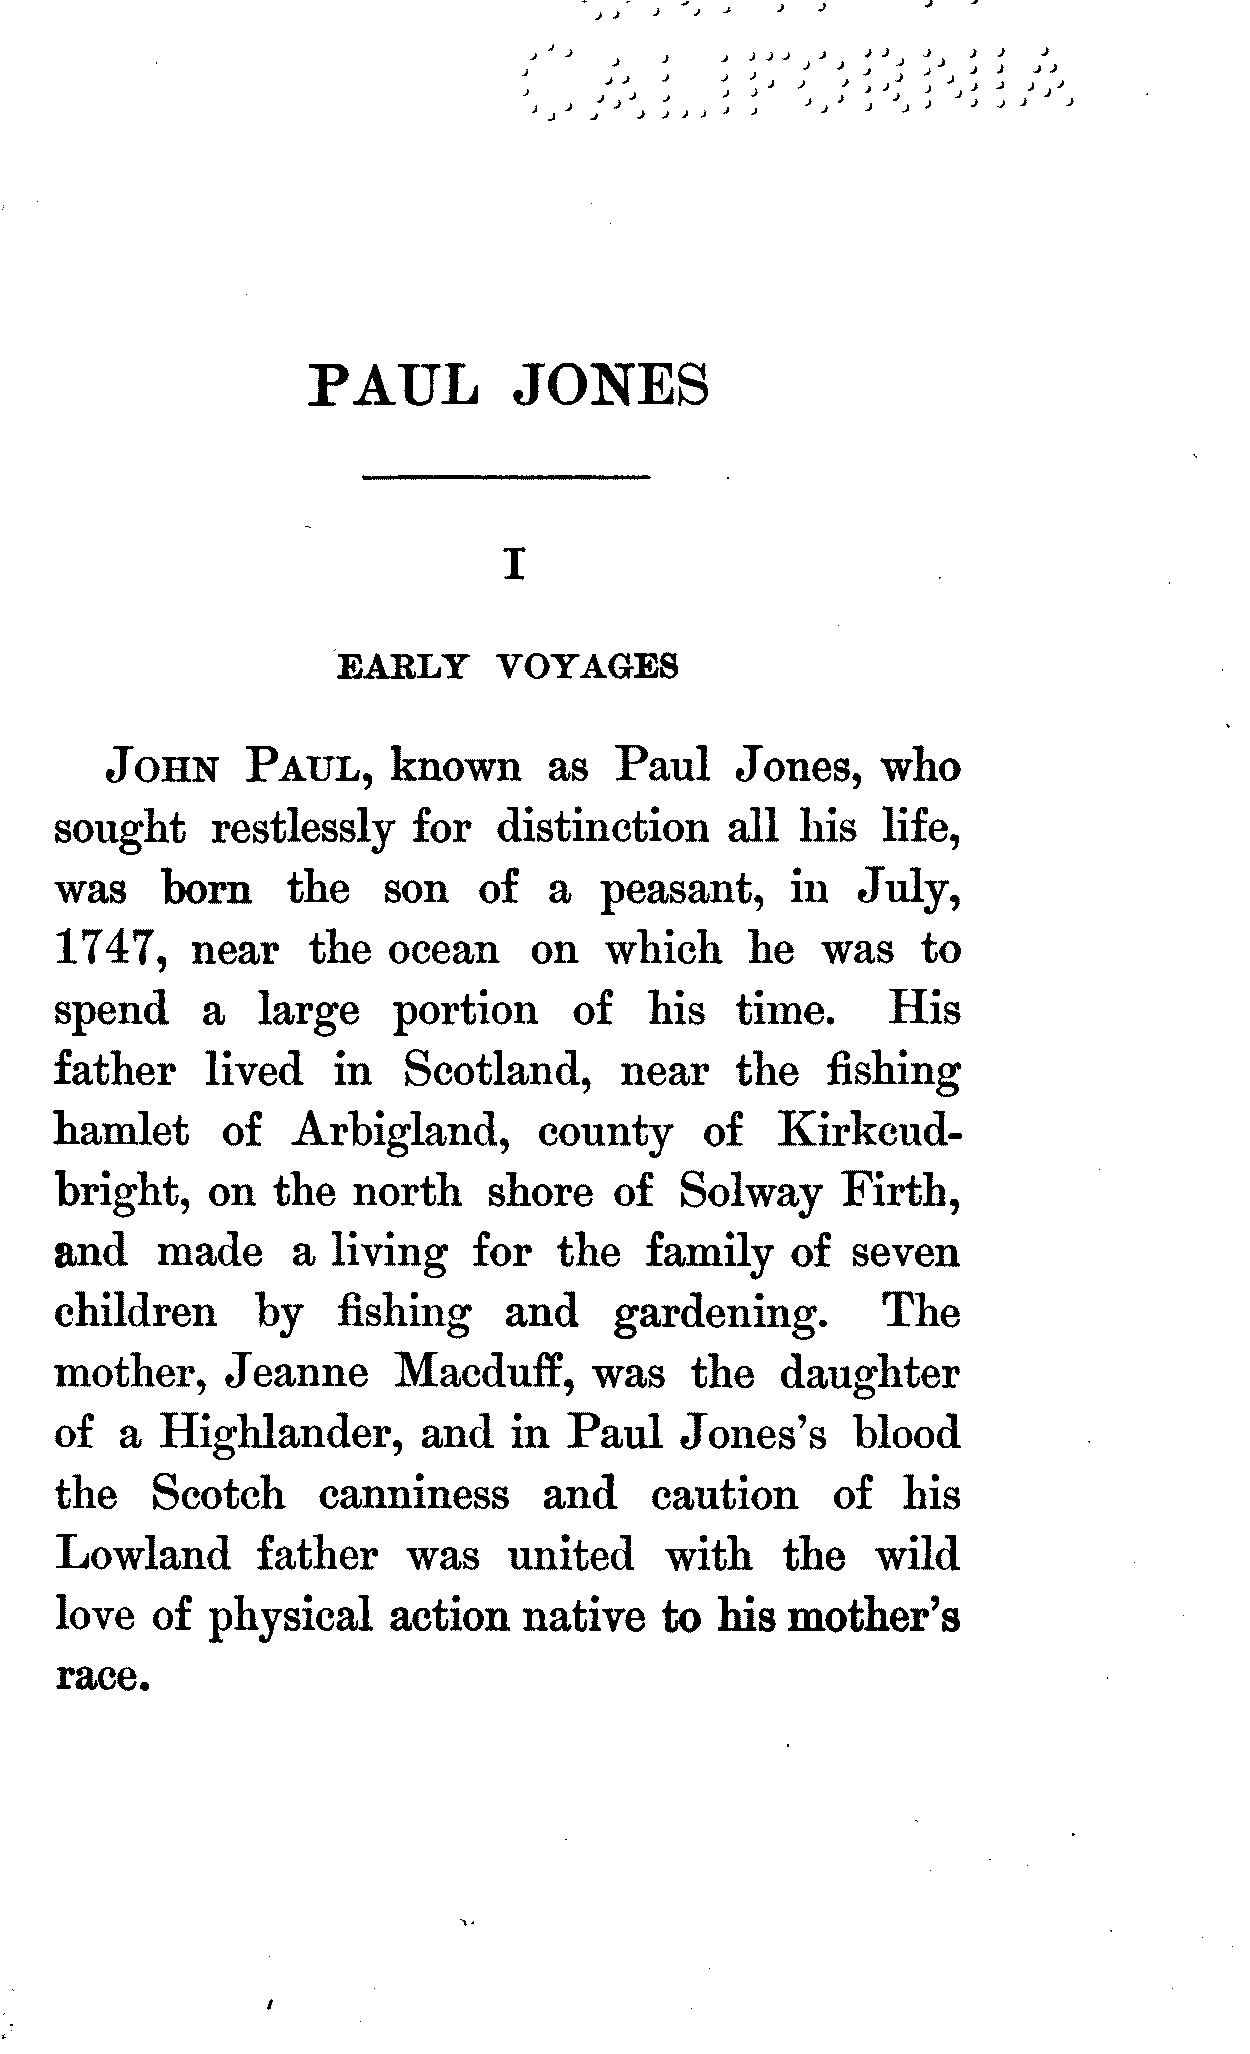 CALIFORNIA
PAUL JONES
I
EARLY VOYAGES
JOHN PAUL, known as Paul Jones, who
sought restlessly for distinction all his life,
was born the son of a peasant, in July,
1747, near the ocean on which he was to
spend a large portion of his time. His
father lived in Scotland, near the fishing
hamlet of Arbigland, county of Kirkcud-
bright, on the north shore of Solway Firth,
and made a living for the family of seven
children by fishing and gardening. The
mother, Jeanne Macduff, was the daughter
of a Highlander, and in Paul Jones's blood
the Scotch canniness and caution of his
Lowland father was united with the wild
love of physical action native to his mother's
race.